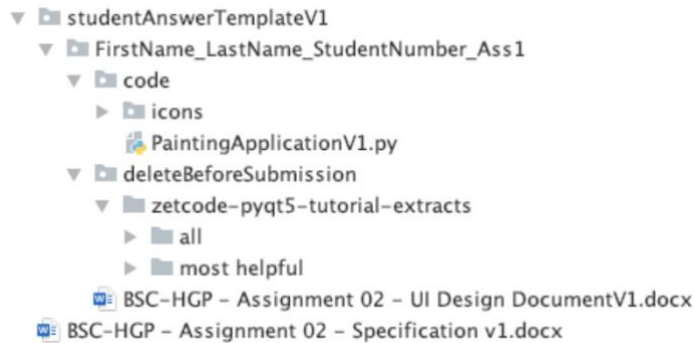 studentAnswerTemplateV1
FirstName_LastName_StudentNumber_Ass1
code
icons
PaintingApplicationV1.py
deleteBeforeSubmission
zetcode-pyqt5-tutorial-extracts
all
most helpful
BSC-HGP - Assignment 02 - UI Design DocumentV1.docx
BSC-HGP - Assignment 02 - Specification v1.docx